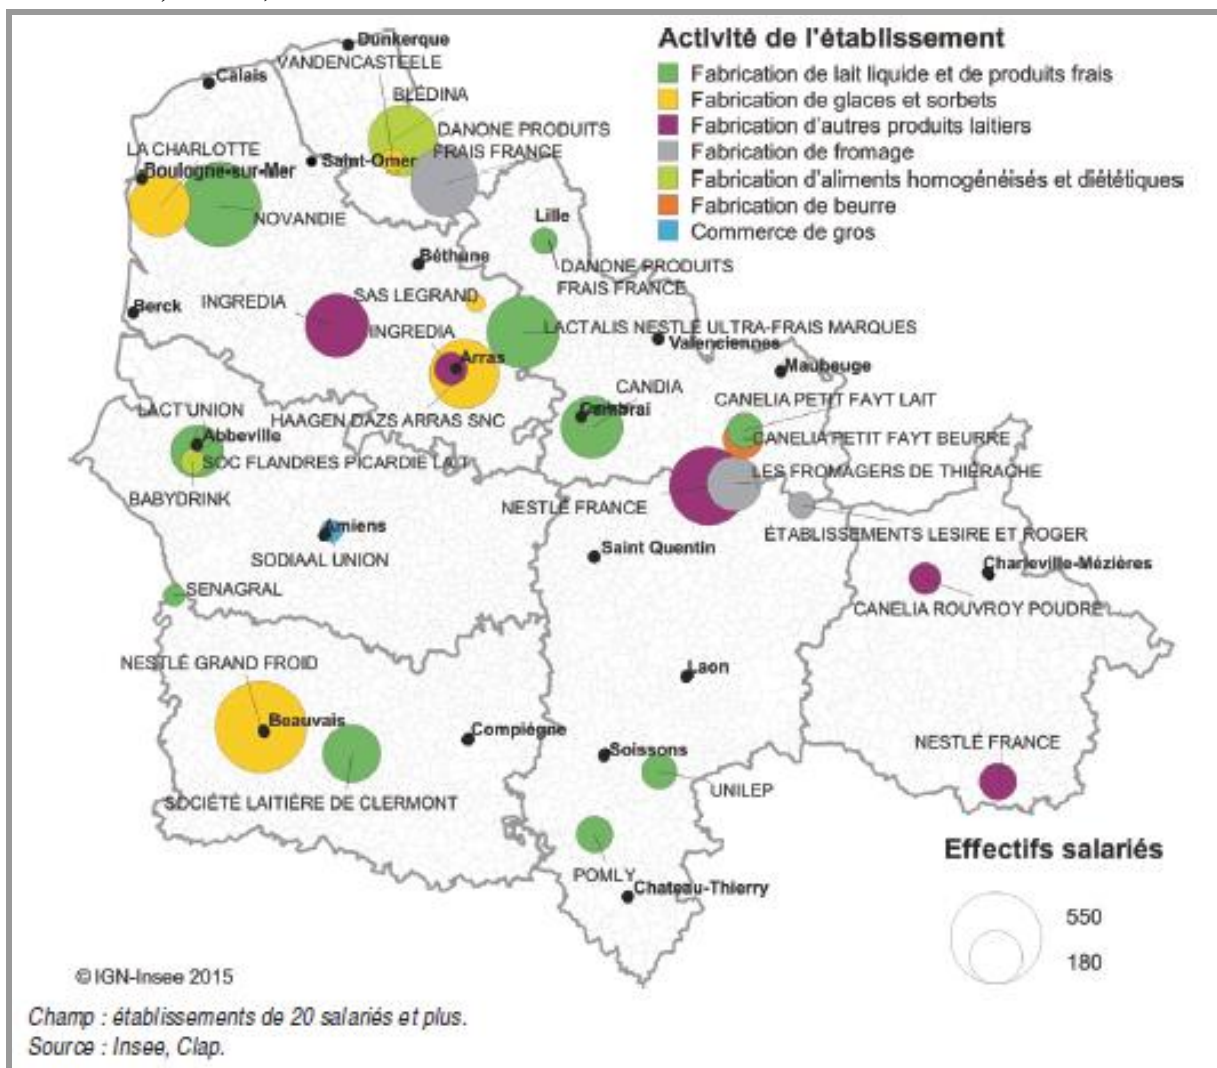 Dunkerque
VANDENCASTEELE
Calais
BLÉDINA
DANONE PRODUITS
FRAIS FRANCE
LA CHARLOTTE
Saint-Omer
Boulogne-sur-Mer
NOVANDIE
Lille
Béthune
DANONE PRODUITS
FRAIS FRANCE
INGREDIA
SAS LEGRAND
Berck
INGREDIA
LACTALIS NESTLÉ ULTRA-FRAIS MARQUES
Valenciennes
Arras
Maubeuge
CANDIA
CANELIA PETIT FAYT LAIT
LACT'UNION
HAAGEN DAZS ARRAS SNC
Cambrai
Abbeville
CANELIA PETIT FAYT BEURRE
SOC FLANDRES PICARDIE LAIT
LES FROMAGERS DE THIÉRACHE
BABYDRINK
NESTLÉ FRANCE
Amiens
ÉTABLISSEMENTS LESIRE ET ROGER
SODIAAL UNION
Saint Quentin
Charleville-Mézières
SENAGRAL
CANELIA ROUVROY POUDRE
NESTLÉ GRAND FROID
Laon
Beauvais
Compiégne
Soissons
NESTLÉ FRANCE
SOCIÉTÉ LAITIÈRE DE CLERMONT
UNILEP
POMLY
Chateau-Thierry
Activité de l'établissement
Fabrication de lait liquide et de produits frais
Fabrication de glaces et sorbets
Fabrication d'autres produits laitiers
Fabrication de fromage
Fabrication d'aliments homogénéisés et diététiques
Fabrication de beurre
Commerce de gros
Effectifs salariés
550
180
© IGN-Insee 2015
Champ : établissements de 20 salariés et plus.
Source : Insee, Clap.